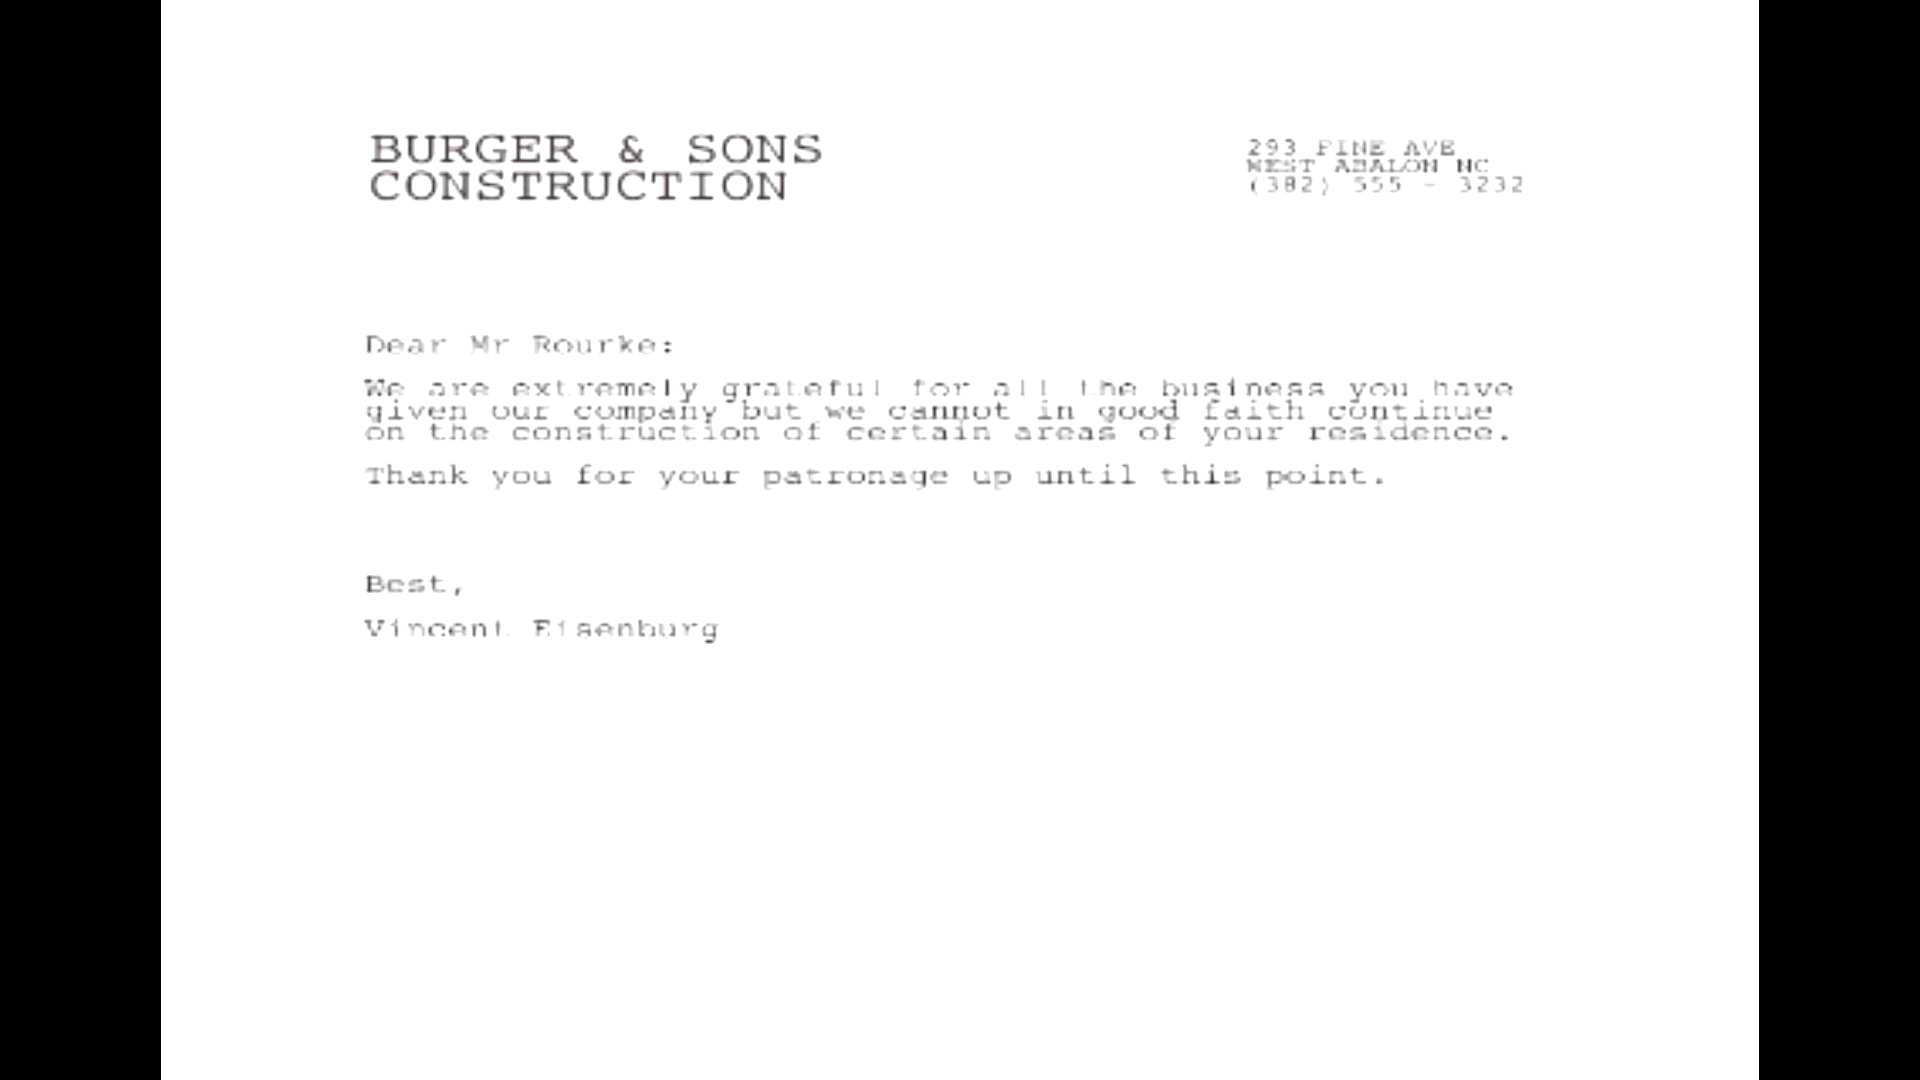 BURGER & SONS
CONSTRUCTION
293 PINE AVE
WEST ABALON NC
(382) 555 - 3232
Dear Mr Rourke:
We are extremely grateful for all the business you have
given our company but we cannot in good faith continue
on the construction of certain areas of your residence.
Thank you for your patronage up until this point.
Best,
Vincent Eisenburg